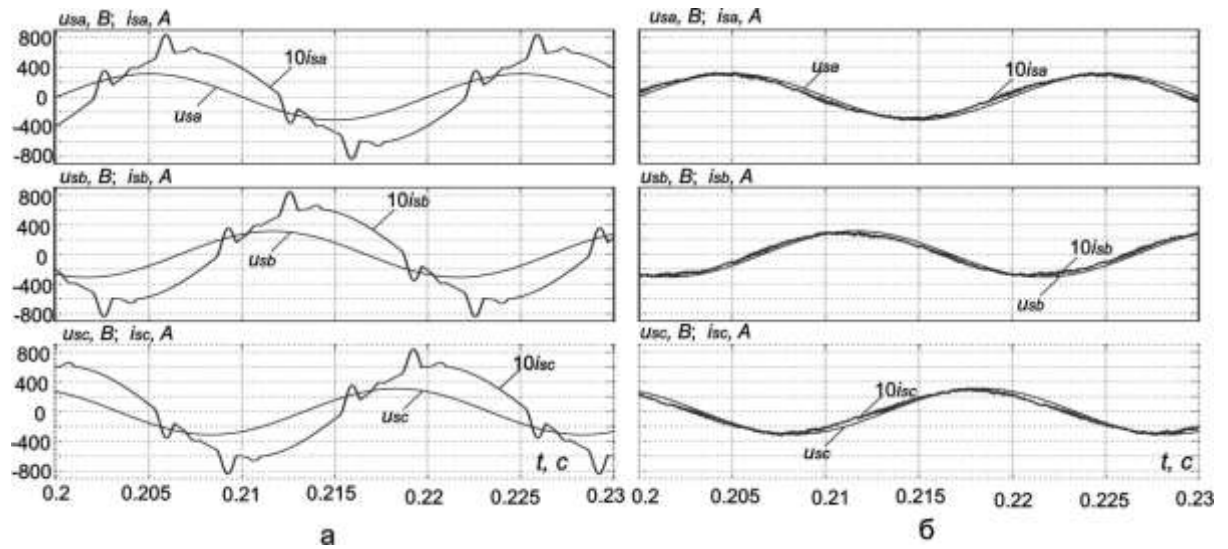 usa, B; isa, A
usa, B; isa, A
800
400
0
-400
-800
10isa
usa
usa
10isa
usb, B; isb, A
usb, B; isb, A
800
400
0
-400
-800
10isb
usb
10isb
usb
usc, B; isc, A
usc, B; isc, A
800
400
0
-400
-800
10isc
usc
t, c
10isc
usc
t, c
0.2 0.205 0.21 0.215 0.22 0.225 0.23
0.2 0.205 0.21 0.215 0.22 0.225 0.23
а
б